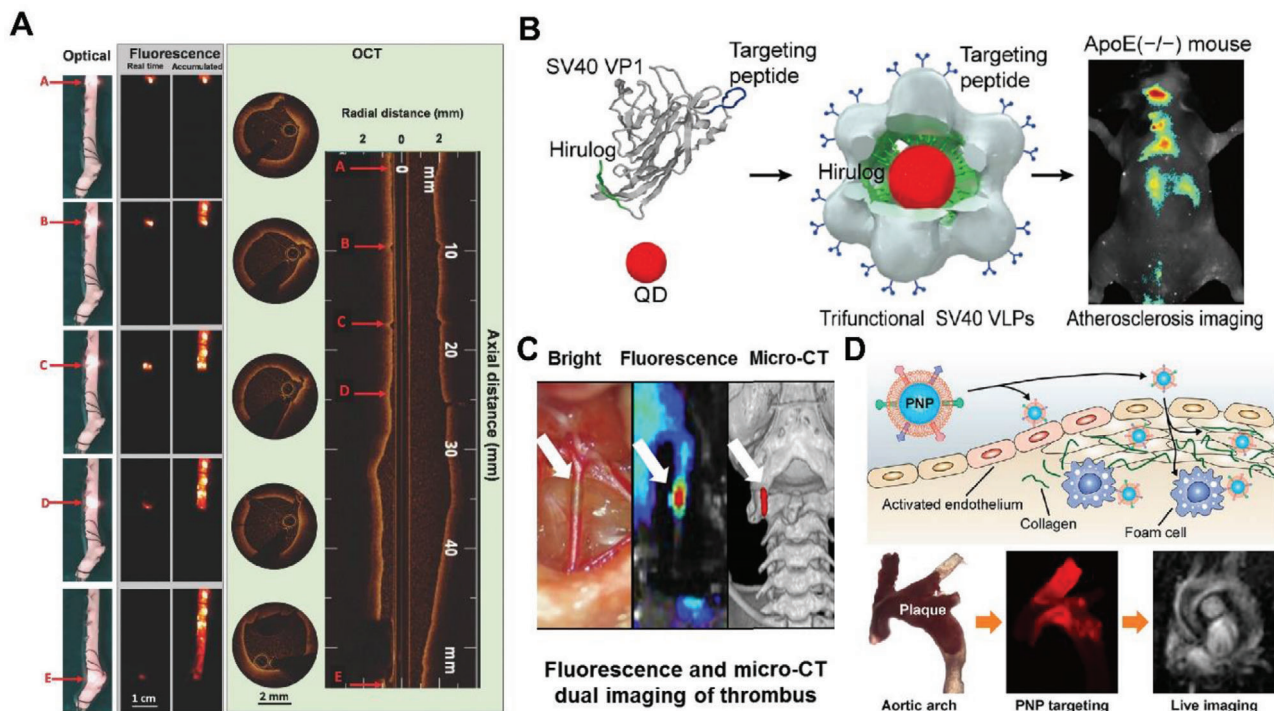 A
Optical
Fluorescence
Real time Accumulated
OCT
A
B
C
D
E
1 cm
2 mm
Radial distance (mm)
2 0 2
0 mm
10
20
30
40
mm
A
B
C
D
E
Axial distance (mm)
B
SV40 VP1
Targeting
peptide
Hirulog
QD
Targeting
peptide
Hirulog
Trifunctional SV40 VLPs
ApoE(−/−) mouse
Atherosclerosis imaging
C
Bright Fluorescence Micro-CT
Fluorescence and micro-CT
dual imaging of thrombus
D
PNP
Activated endothelium
Collagen
Foam cell
Plaque
Aortic arch
PNP targeting
Live imaging